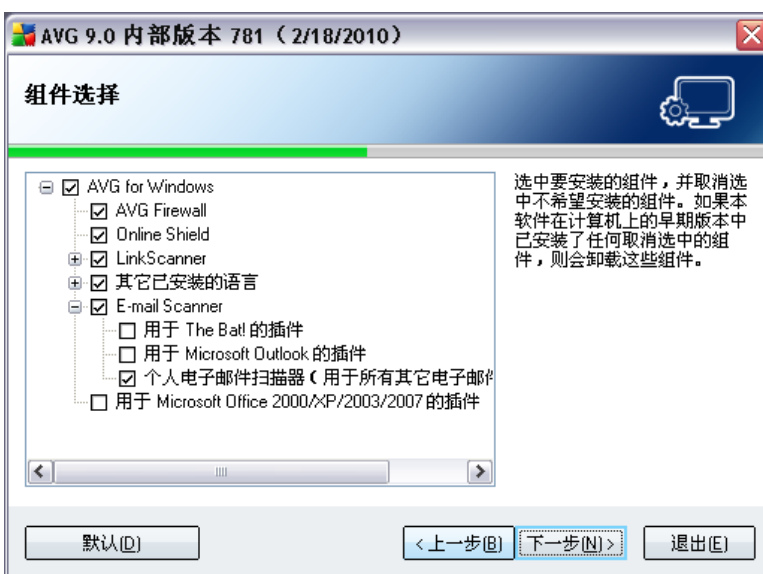 AVG 9.0 内部版本 781（2/18/2010）
组件选择
AVG for Windows
AVG Firewall
Online Shield
LinkScanner
其它已安装的语言
E-mail Scanner
用于 The Bat! 的插件
用于 Microsoft Outlook 的插件
个人电子邮件扫描器（用于所有其它电子邮件
用于 Microsoft Office 2000/XP/2003/2007 的插件
选中要安装的组件，并取消选
中不希望安装的组件。如果本
软件在计算机上的早期版本中
已安装了任何取消选中的组
件，则会卸载这些组件。
默认(D)
<上一步(B)
下一步(N)>
退出(E)